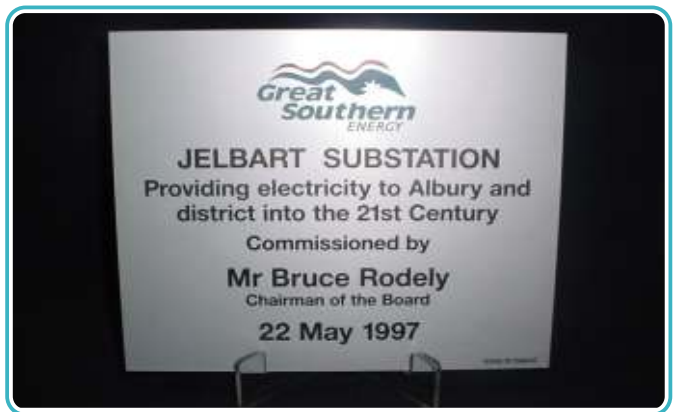 Great
Southern
ENERGY
JELBART SUBSTATION
Providing electricity to Albury and
district into the 21st Century
Commissioned by
Mr Bruce Rodely
Chairman of the Board
22 May 1997